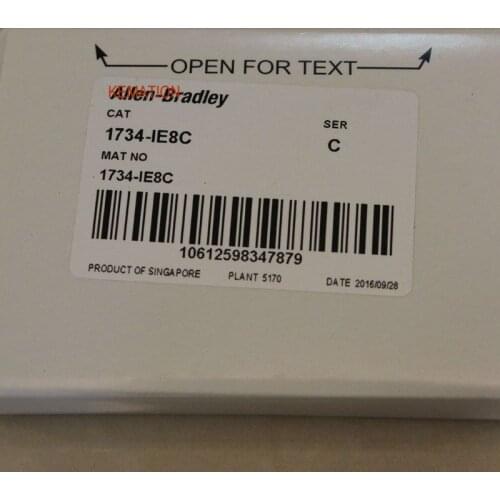 OPEN FOR TEXT
KEMATION
Allen-Bradley
CAT
SER
1734-IE8C
C
MAT NO
1734-IE8C
10612598347879
PRODUCT OF SINGAPORE PLANT 5170 DATE 2016/09/28